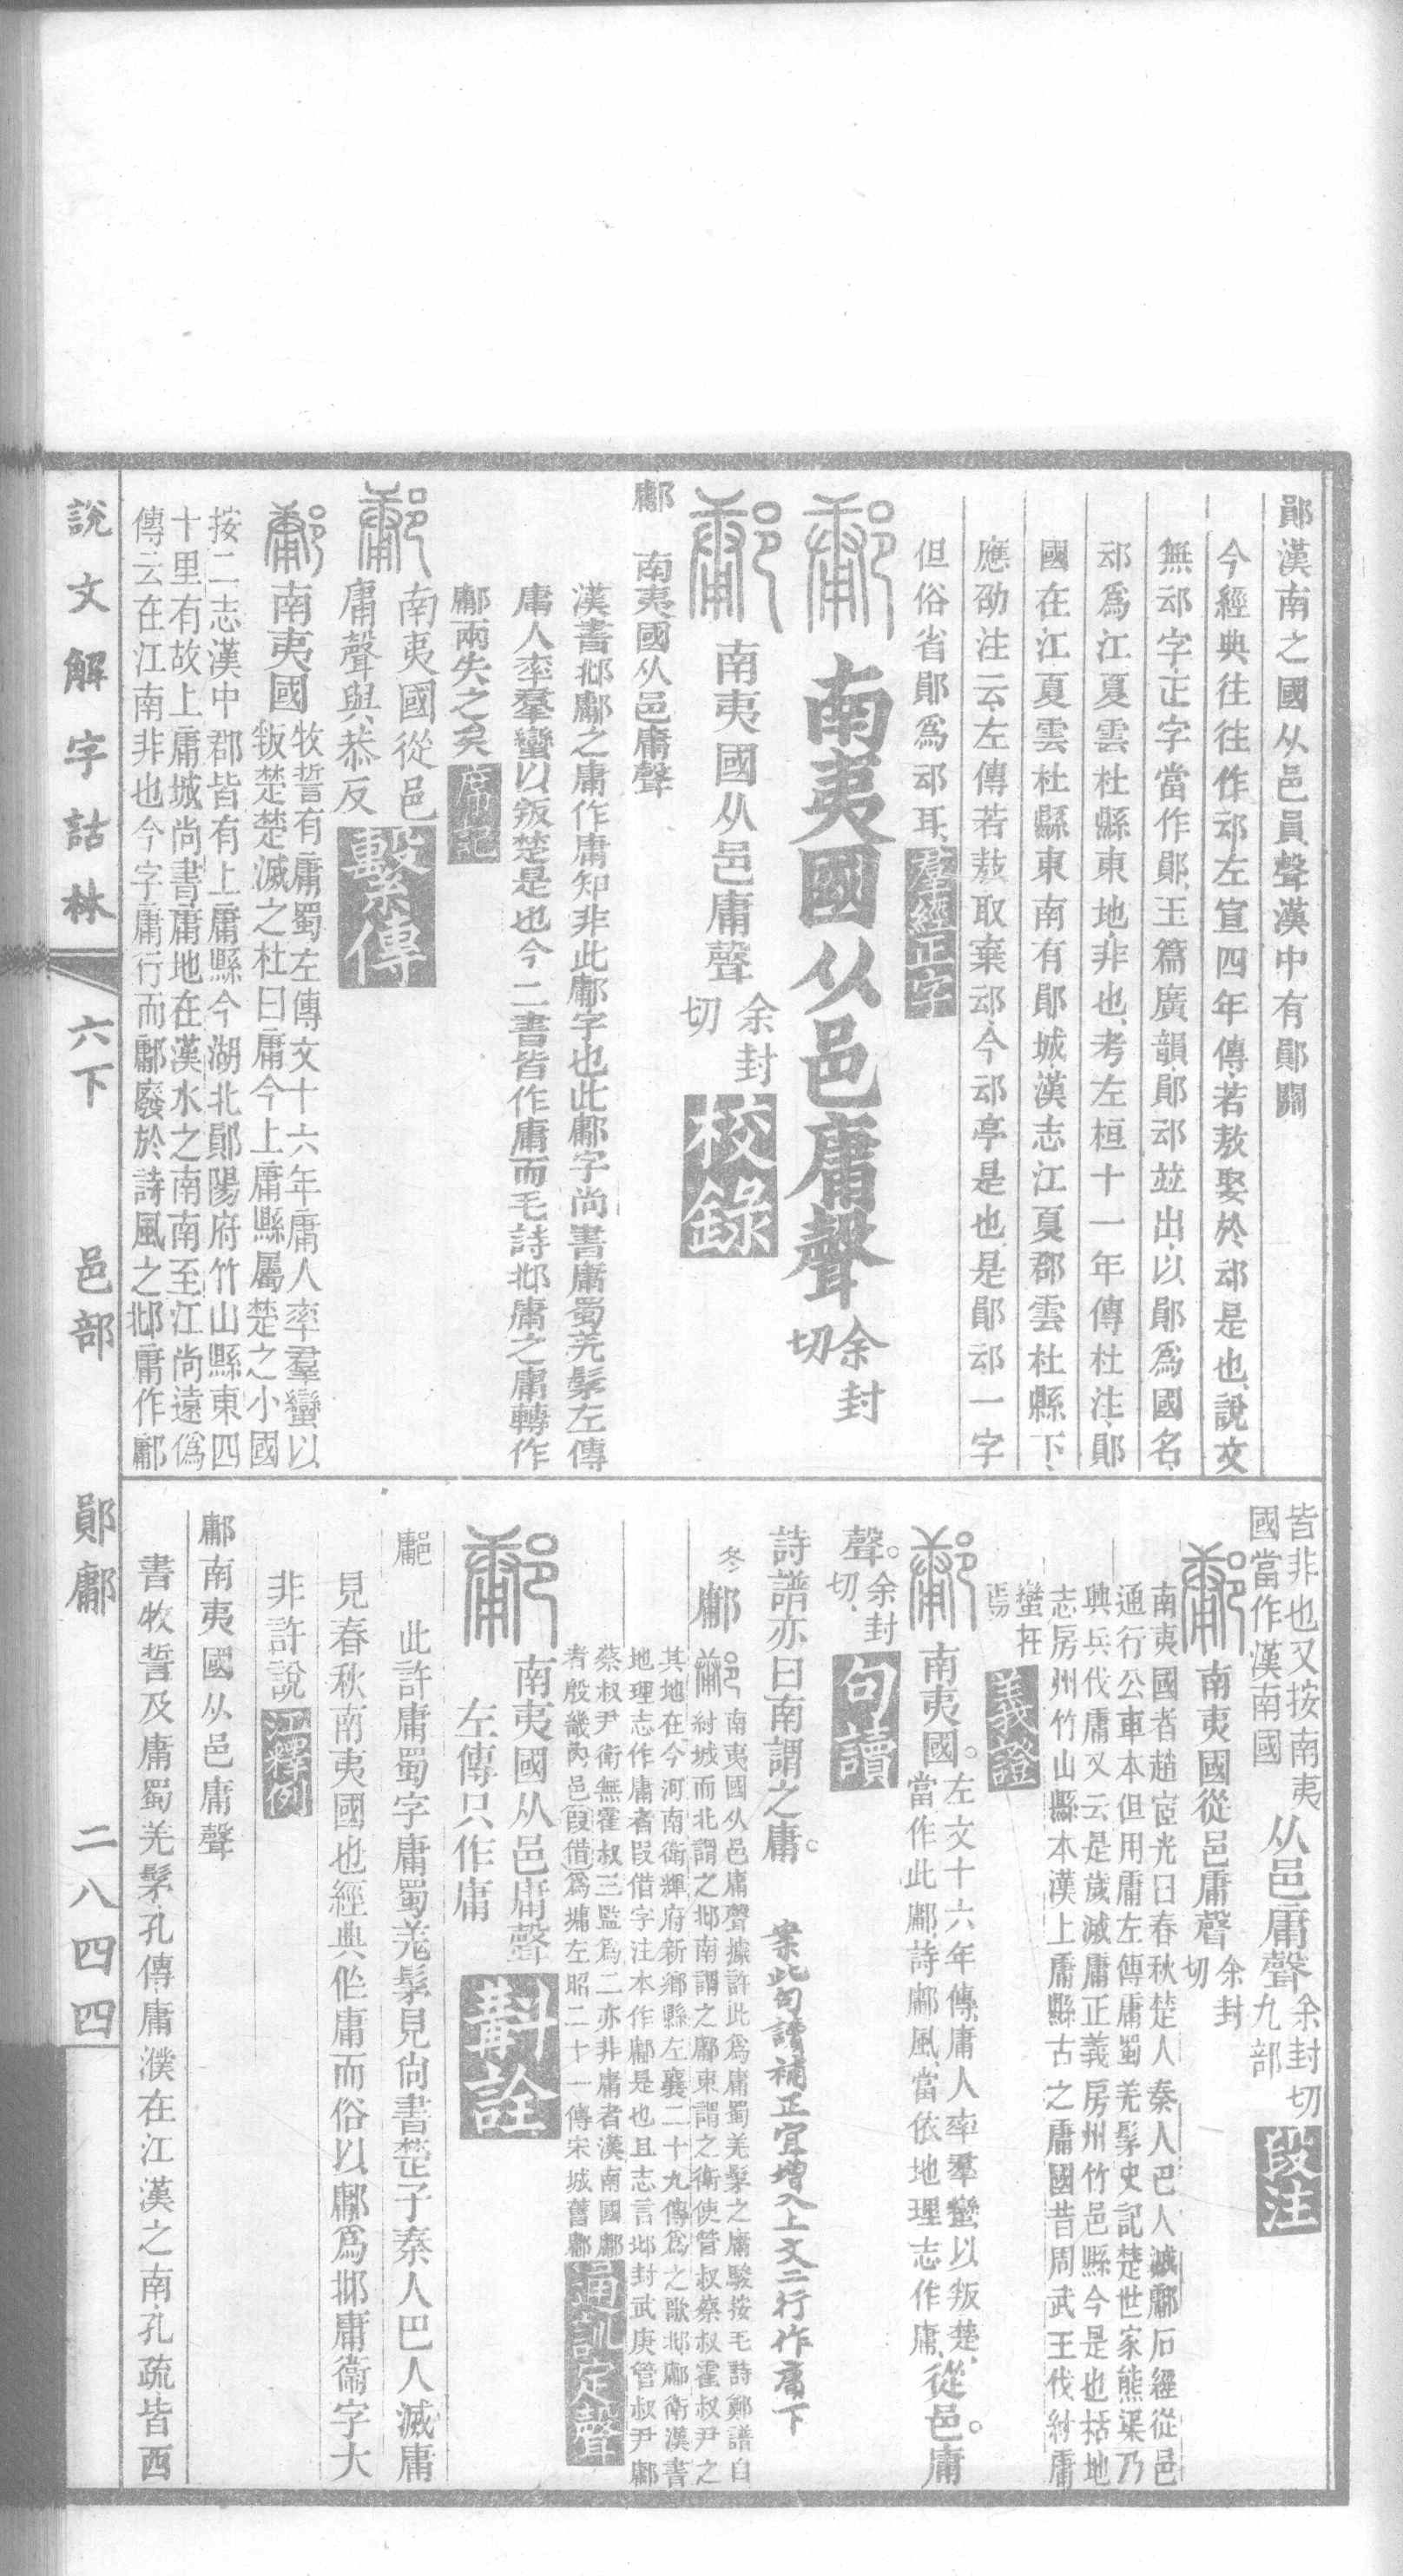 鄖漢南之國从邑員聲漢中有鄖關
今經典往往作䢵左宣四年傳若敖娶於䢵是也說文
無䢵字正字當作鄖玉篇廣韻鄖䢵竝出以鄖爲國名
䢵爲江夏雲杜縣東地非也考左桓十一年傳杜注鄖
國在江夏雲杜縣東南有鄖城漢志江夏郡雲杜縣下
應劭注云左傳若敖取棄䢵今䢵亭是也是鄖䢵一字
但俗省鄖爲䢵耳羣經正字
南夷國从邑庸聲余封切
南夷國从邑庸聲余封切校錄
鄘 南夷國从邑庸聲
漢書邶鄘之庸作庸知非此鄘字也此鄘字尚書庸蜀羌髳左傳
庸人率羣蠻以叛楚是也今二書皆作庸而毛詩邶庸之庸轉作
鄘兩失之矣席記
南夷國從邑
庸聲與恭反繫傳
南夷國牧誓有庸蜀左傳文十六年庸人率羣蠻以
叛楚楚滅之杜曰庸今上庸縣屬楚之小國
按二志漢中郡皆有上庸縣今湖北鄖陽府竹山縣東四
十里有故上庸城尚書庸地在漢水之南南至江尚遠僞
傳云在江南非也今字庸行而鄘廢於詩風之邶庸作鄘
皆非也又按南夷
國當作漢南國从邑庸聲余封切
九部段注
南夷國從邑庸聲余封
切
南夷國者趙宧光曰春秋楚人秦人巴人滅鄘石經從邑
通行公車本但用庸左傳庸蜀羌髳史記楚世家熊渠乃
興兵伐庸又云是歲滅庸正義房州竹邑縣今是也括地
志房州竹山縣本漢上庸縣古之庸國昔周武王伐紂庸
蠻在
焉義證
南夷國。左文十六年傳庸人率羣蠻以叛楚、
當作此鄘詩鄘風當依地理志作庸、從邑。庸
聲。余封
切、句讀
詩譜亦曰南謂之庸。 案此句讀補正宜增入上文二行作庸下
冬鄘南夷國从邑庸聲據許此爲庸蜀羌髳之庸駿按毛詩鄭譜自
紂城而北謂之邶南謂之鄘東謂之衛使管叔蔡叔霍叔尹之
其地在今河南衛輝府新鄉縣左襄二十九傳爲之歌邶鄘衛漢書
地理志作庸者叚借字注本作鄘是也且志言邶封武庚管叔尹鄘
蔡叔尹衛無霍叔三監爲二亦非庸者漢南國鄘
者殷畿內邑叚借爲墉左昭二十一傳宋城舊鄘通訓定聲
南夷國从邑庸聲
左傳只作庸斠詮
此許庸蜀字庸蜀羌髳見尚書楚子秦人巴人滅庸
見春秋南夷國也經典作庸而俗以鄘爲邶庸衞字大
非許說江釋例
鄘南夷國从邑庸聲
書牧誓及庸蜀羌髳孔傳庸濮在江漢之南孔疏皆西
說文解字詁林 六下 邑部 鄖鄘 二八四四